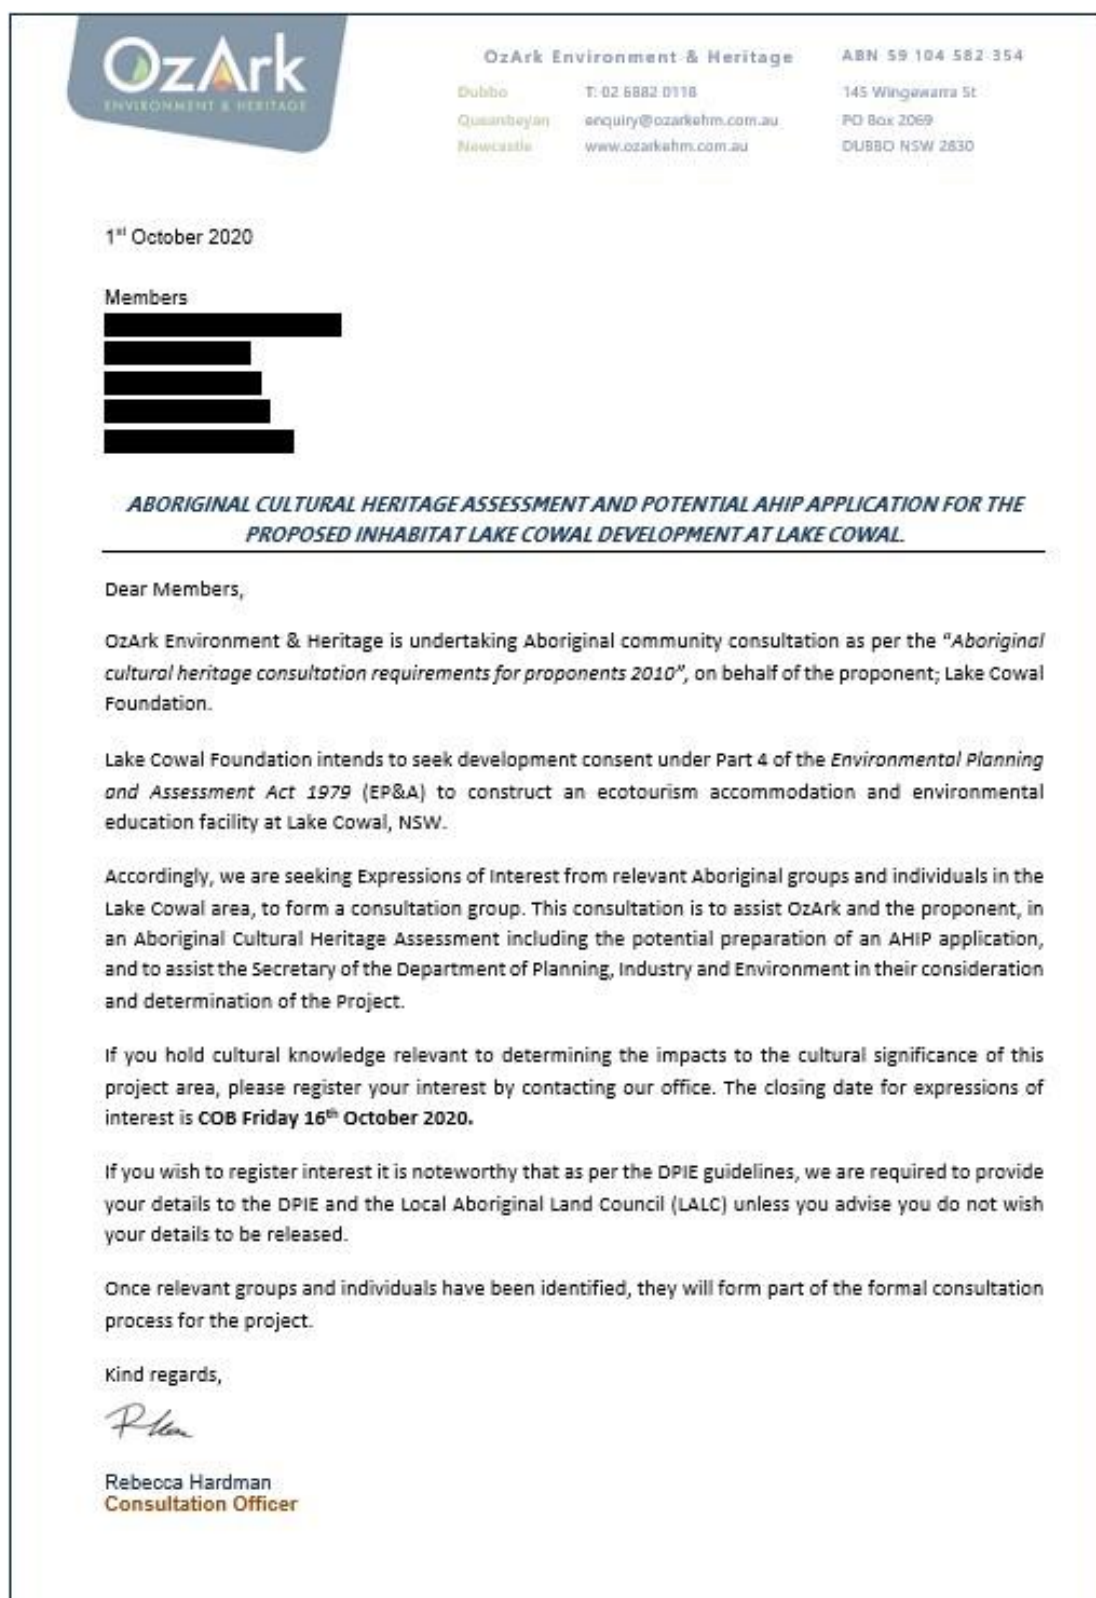 OzArk
ENVIRONMENT & HERITAGE
OzArk Environment & Heritage ABN 59 104 582 354
Dubbo T: 02 6882 0118 145 Wingewarra St
Queanbeyan enquiry@ozarkehm.com.au PO Box 2069
Newcastle www.ozarkehm.com.au DUBBO NSW 2830
1st October 2020
Members
ABORIGINAL CULTURAL HERITAGE ASSESSMENT AND POTENTIAL AHIP APPLICATION FOR THE
PROPOSED INHABITAT LAKE COWAL DEVELOPMENT AT LAKE COWAL.
Dear Members,
OzArk Environment & Heritage is undertaking Aboriginal community consultation as per the “Aboriginal
cultural heritage consultation requirements for proponents 2010”, on behalf of the proponent; Lake Cowal
Foundation.
Lake Cowal Foundation intends to seek development consent under Part 4 of the Environmental Planning
and Assessment Act 1979 (EP&A) to construct an ecotourism accommodation and environmental
education facility at Lake Cowal, NSW.
Accordingly, we are seeking Expressions of Interest from relevant Aboriginal groups and individuals in the
Lake Cowal area, to form a consultation group. This consultation is to assist OzArk and the proponent, in
an Aboriginal Cultural Heritage Assessment including the potential preparation of an AHIP application,
and to assist the Secretary of the Department of Planning, Industry and Environment in their consideration
and determination of the Project.
If you hold cultural knowledge relevant to determining the impacts to the cultural significance of this
project area, please register your interest by contacting our office. The closing date for expressions of
interest is COB Friday 16th October 2020.
If you wish to register interest it is noteworthy that as per the DPIE guidelines, we are required to provide
your details to the DPIE and the Local Aboriginal Land Council (LALC) unless you advise you do not wish
your details to be released.
Once relevant groups and individuals have been identified, they will form part of the formal consultation
process for the project.
Kind regards,
Rebecca Hardman
Consultation Officer